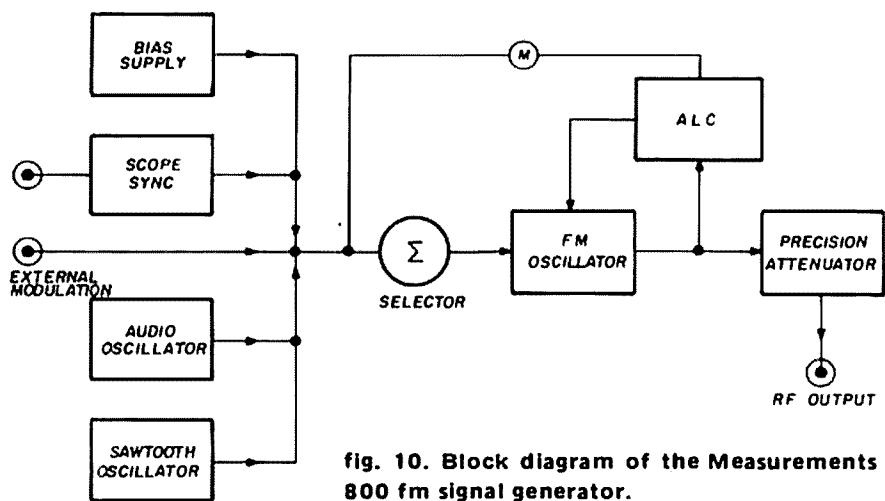 BIAS
SUPPLY
M
ALC
SCOPE
SYNC
Σ
SELECTOR
FM
OSCILLATOR
PRECISION
ATTENUATOR
EXTERNAL
MODULATION
AUDIO
OSCILLATOR
RF OUTPUT
SAWTOOTH
OSCILLATOR
fig. 10. Block diagram of the Measurements
800 fm signal generator.